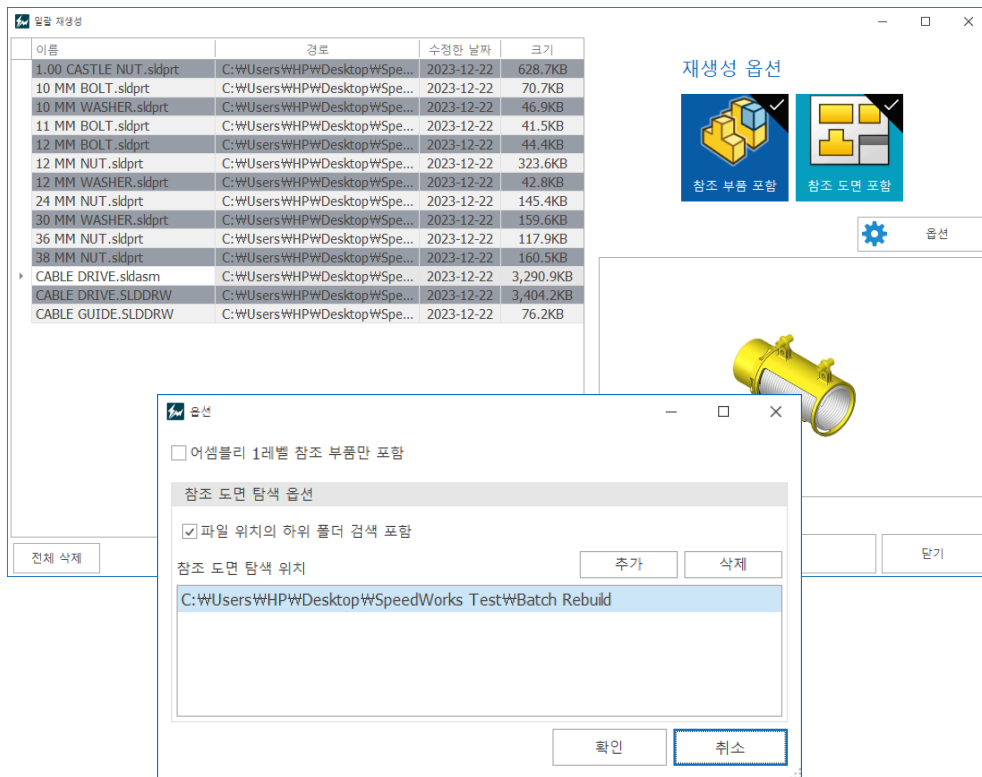 일괄 재생성
이름 경로 수정한 날짜 크기
1.00 CASTLE NUT.sldprt C:₩Users₩HP₩Desktop₩Spe... 2023-12-22 628.7KB
10 MM BOLT.sldprt C:₩Users₩HP₩Desktop₩Spe... 2023-12-22 70.7KB
10 MM WASHER.sldprt C:₩Users₩HP₩Desktop₩Spe... 2023-12-22 46.9KB
11 MM BOLT.sldprt C:₩Users₩HP₩Desktop₩Spe... 2023-12-22 41.5KB
12 MM BOLT.sldprt C:₩Users₩HP₩Desktop₩Spe... 2023-12-22 44.4KB
12 MM NUT.sldprt C:₩Users₩HP₩Desktop₩Spe... 2023-12-22 323.6KB
12 MM WASHER.sldprt C:₩Users₩HP₩Desktop₩Spe... 2023-12-22 42.8KB
24 MM NUT.sldprt C:₩Users₩HP₩Desktop₩Spe... 2023-12-22 145.4KB
30 MM WASHER.sldprt C:₩Users₩HP₩Desktop₩Spe... 2023-12-22 159.6KB
36 MM NUT.sldprt C:₩Users₩HP₩Desktop₩Spe... 2023-12-22 117.9KB
38 MM NUT.sldprt C:₩Users₩HP₩Desktop₩Spe... 2023-12-22 160.5KB
CABLE DRIVE.sldasm C:₩Users₩HP₩Desktop₩Spe... 2023-12-22 3,290.9KB
CABLE DRIVE.SLDDRW C:₩Users₩HP₩Desktop₩Spe... 2023-12-22 3,404.2KB
CABLE GUIDE.SLDDRW C:₩Users₩HP₩Desktop₩Spe... 2023-12-22 76.2KB
재생성 옵션
참조 부품 포함 참조 도면 포함
옵션
전체 삭제
닫기
옵션
어셈블리 1레벨 참조 부품만 포함
참조 도면 탐색 옵션
파일 위치의 하위 폴더 검색 포함
참조 도면 탐색 위치
추가 삭제
C:₩Users₩HP₩Desktop₩SpeedWorks Test₩Batch Rebuild
확인 취소